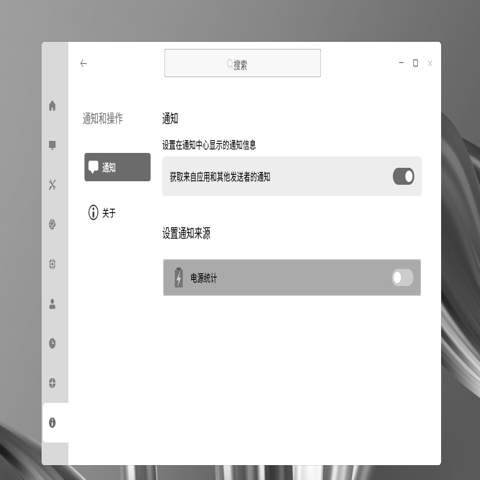 搜索
通知和操作
通知
关于
通知
设置在通知中心显示的通知信息
获取来自应用和其他发送者的通知
设置通知来源
电源统计